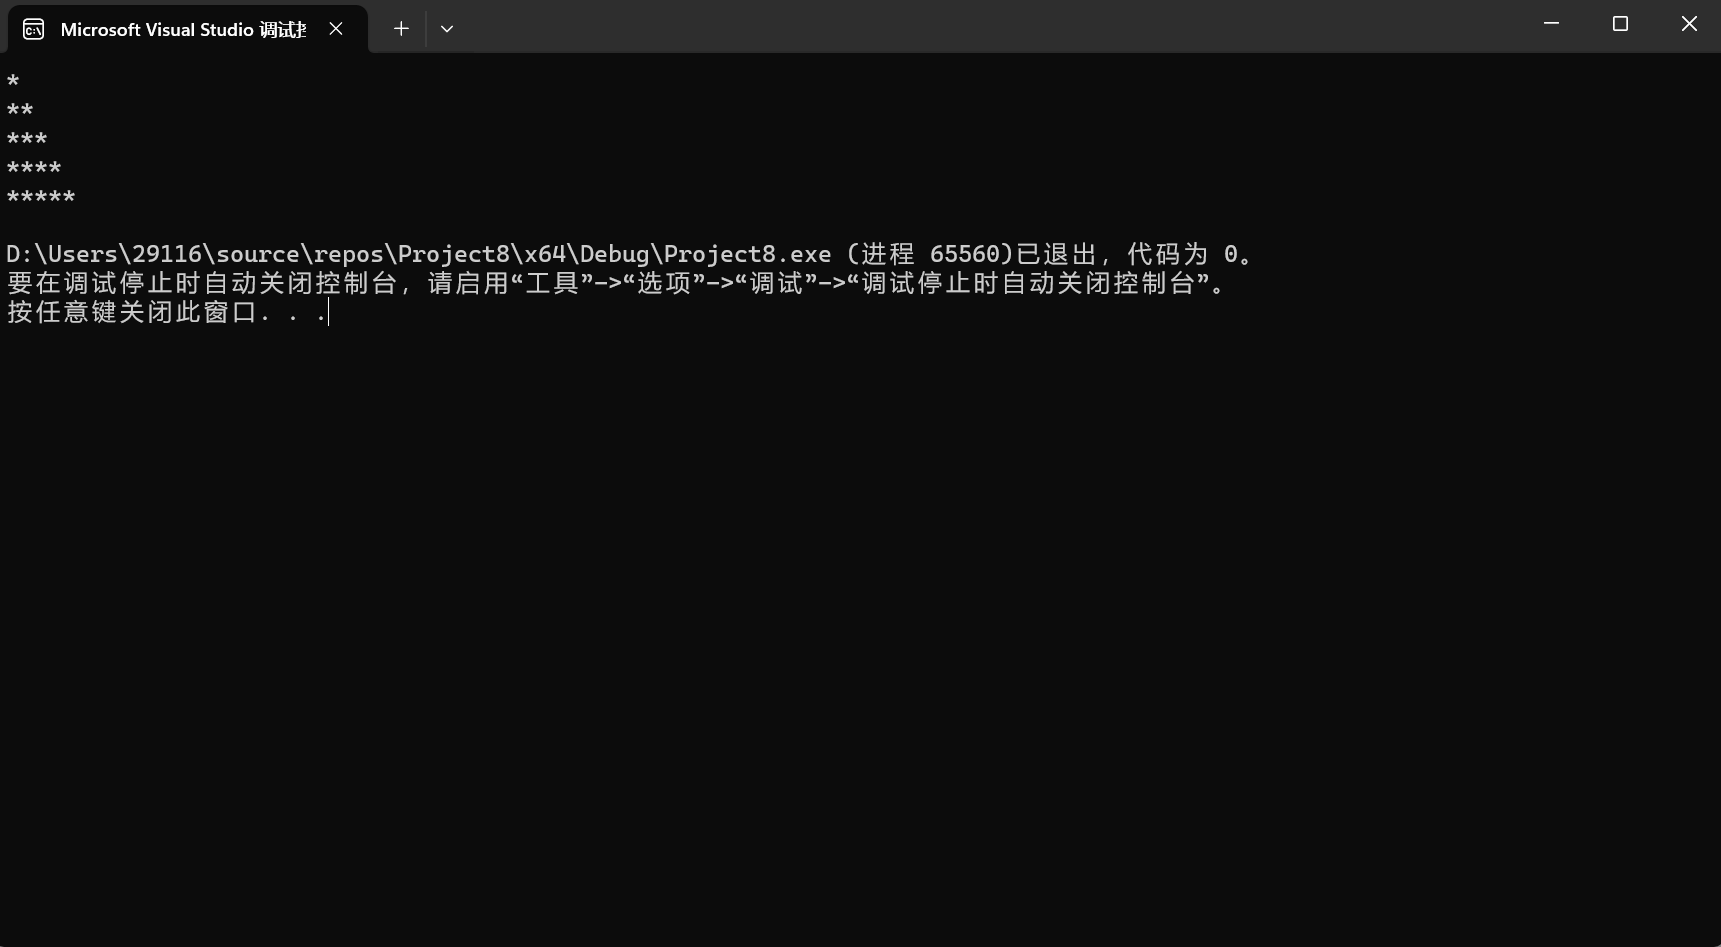 Microsoft Visual Studio 调试
*
**
***
****
*****
D:\Users\29116\source\repos\Project8\x64\Debug\Project8.exe (进程 65560)已退出，代码为 0。
要在调试停止时自动关闭控制台，请启用“工具”->“选项”->“调试”->“调试停止时自动关闭控制台”。
按任意键关闭此窗口. . .